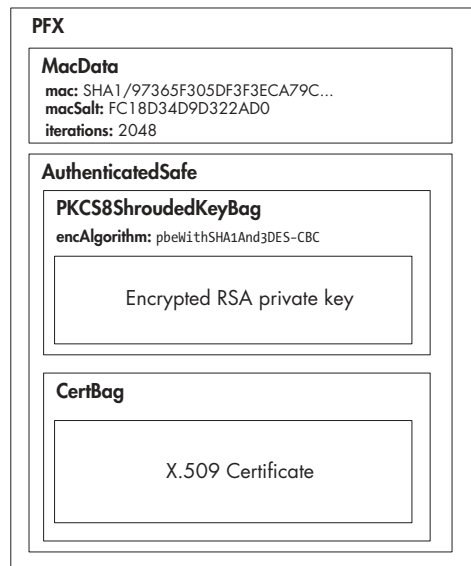 PFX
MacData
mac: SHA1/97365F305DF3F3ECA79C...
macSalt: FC18D34D9D322AD0
iterations: 2048
AuthenticatedSafe
PKCS8ShroudedKeyBag
encAlgorithm: pbeWithSHA1And3DES-CBC
Encrypted RSA private key
CertBag
X.509 Certificate